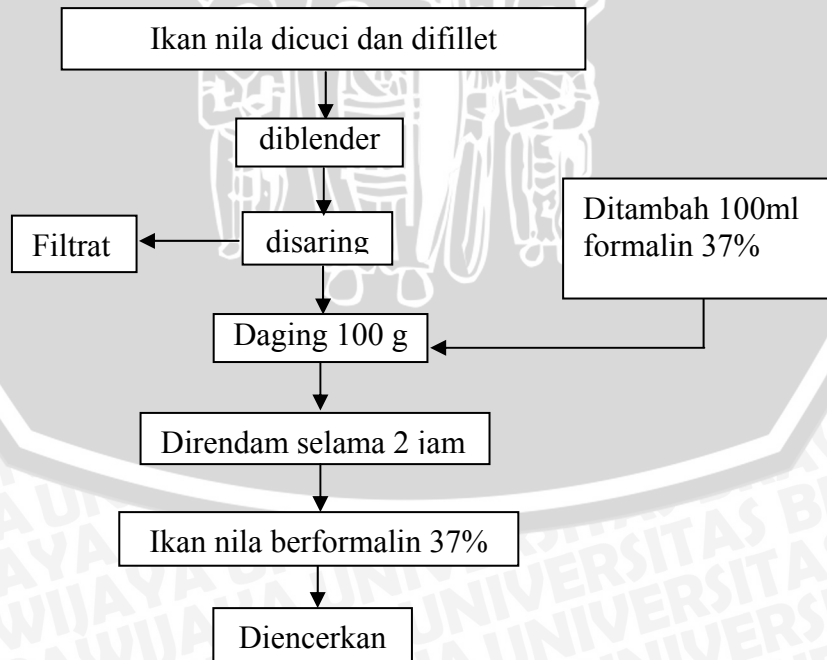 Ikan nila dicuci dan difillet
diblender
Ditambah 100ml
formalin 37%
Filtrat
disaring
Daging 100 g
Direndam selama 2 jam
Ikan nila berformalin 37%
Diencerkan